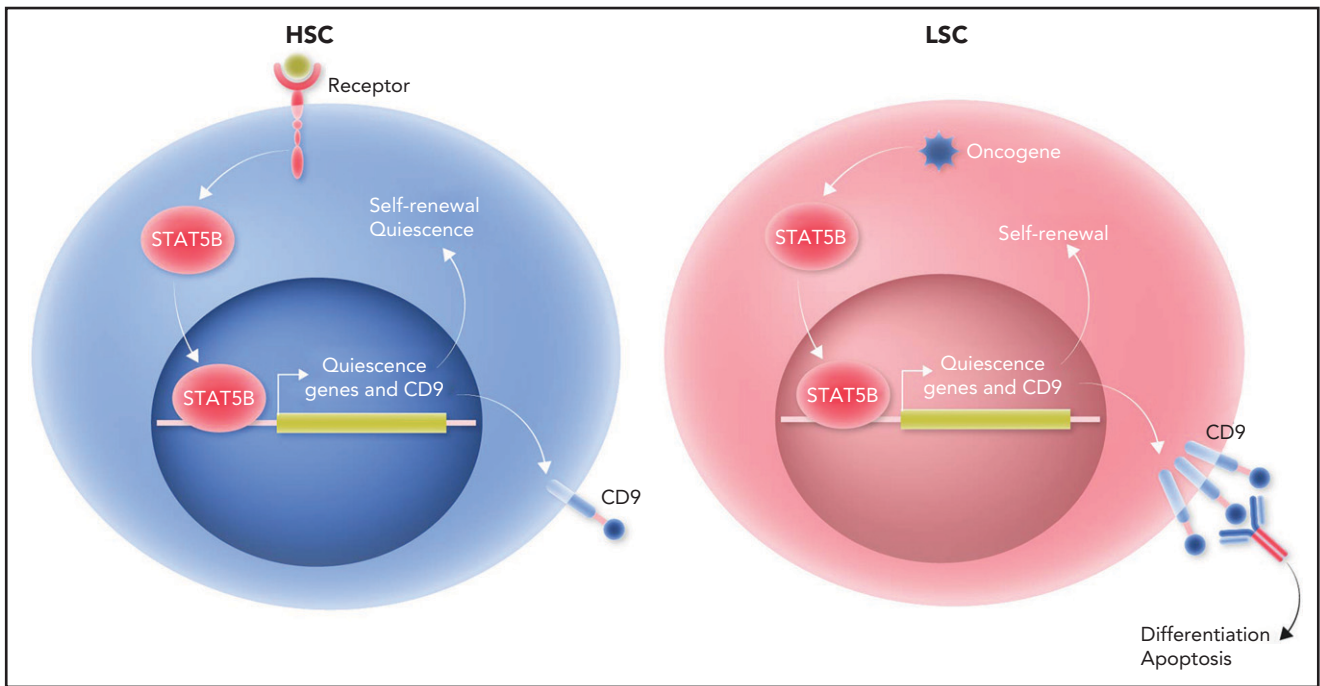 HSC
Receptor
STAT5B
Self-renewal
Quiescence
STAT5B
Quiescence
genes and CD9
CD9
LSC
Oncogene
STAT5B
Self-renewal
STAT5B
Quiescence
genes and CD9
CD9
Differentiation
Apoptosis